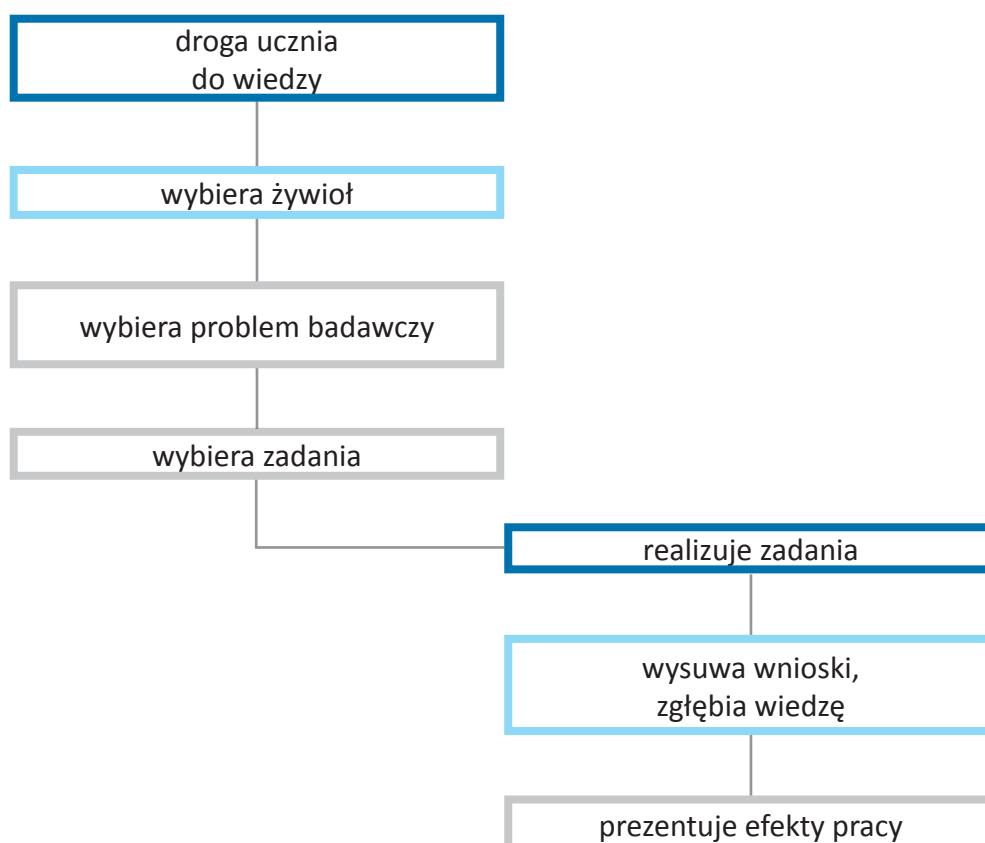 droga ucznia
do wiedzy
wybiera żywioł
wybiera problem badawczy
wybiera zadania
realizuje zadania
wysuwa wnioski,
zgłębia wiedzę
prezentuje efekty pracy